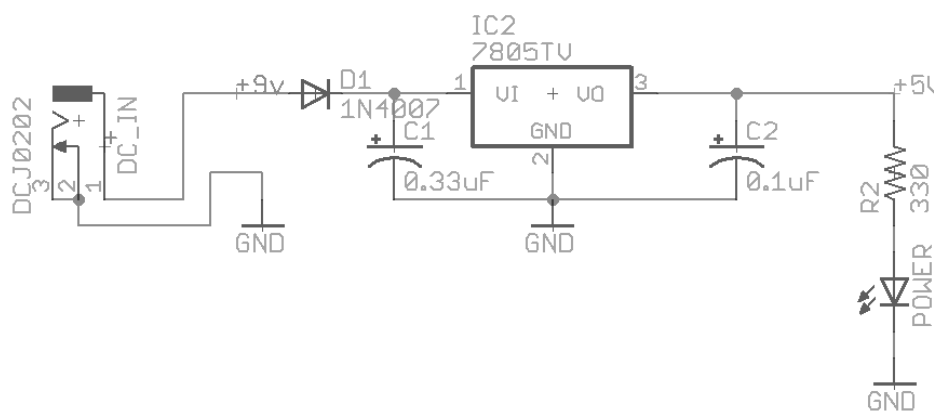 IC2
7805TV
+9v
D1
1N4007
1
VI
VO
3
+5V
GND
2
C1
0.33uF
C2
0.1uF
DCJ0202
DC_IN
3
2
1
GND
GND
R2
330
POWER
GND